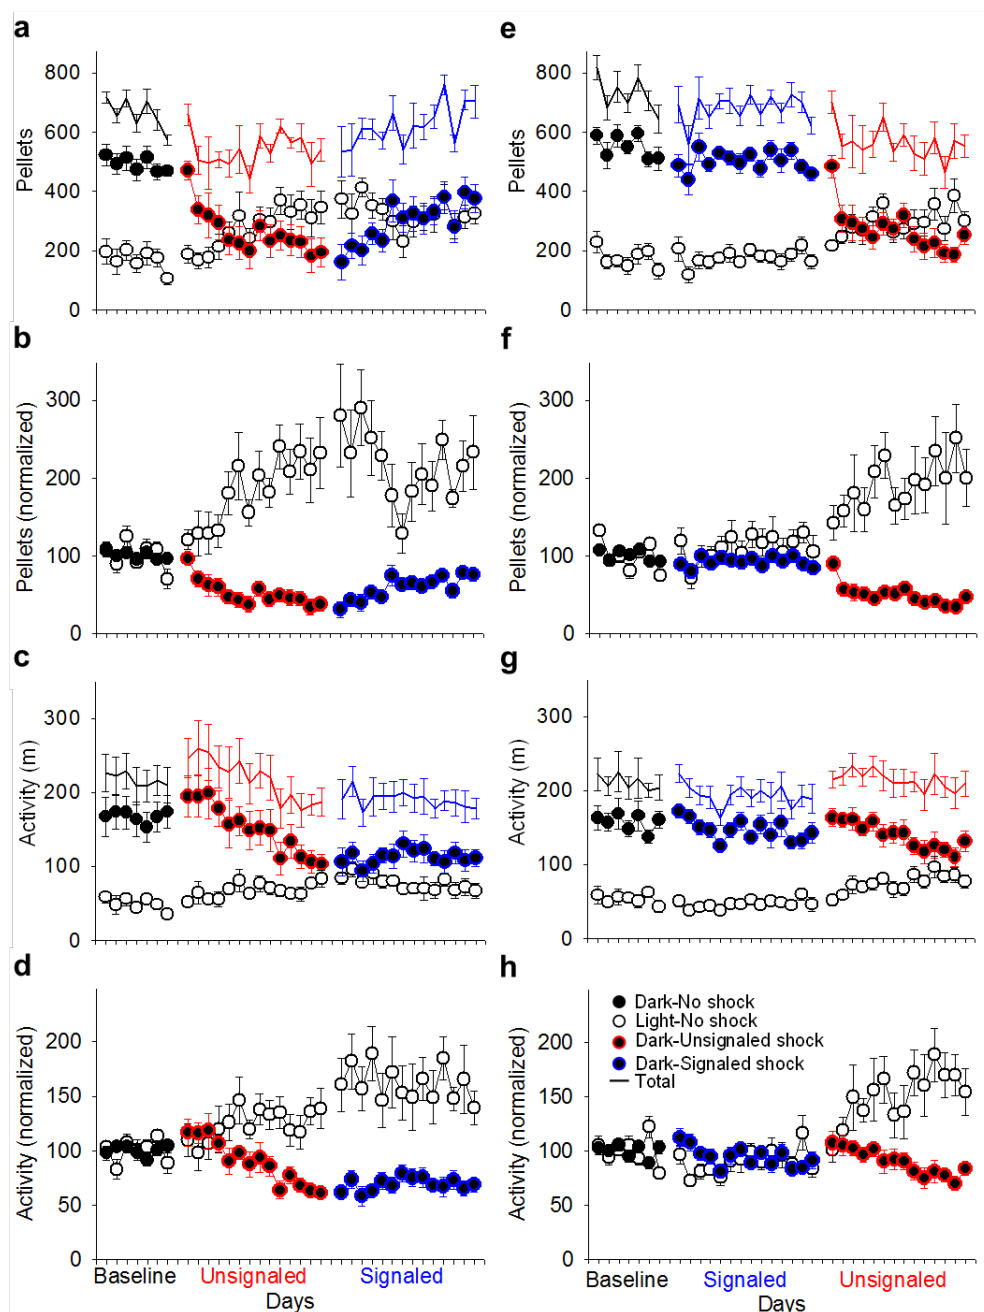 a
800
600
400
200
0
Pellets
e
800
600
400
200
0
Pellets
b
300
200
100
0
Pellets (normalized)
f
300
200
100
0
Pellets (normalized)
c
300
200
100
0
Activity (m)
g
300
200
100
0
Activity (m)
d
200
150
100
50
0
Activity (normalized)
Baseline Unsignaled Signaled
Days
h
200
150
100
50
0
Activity (normalized)
Dark-No shock
Light-No shock
Dark-Unsignaled shock
Dark-Signaled shock
Total
Baseline Signaled Unsignaled
Days